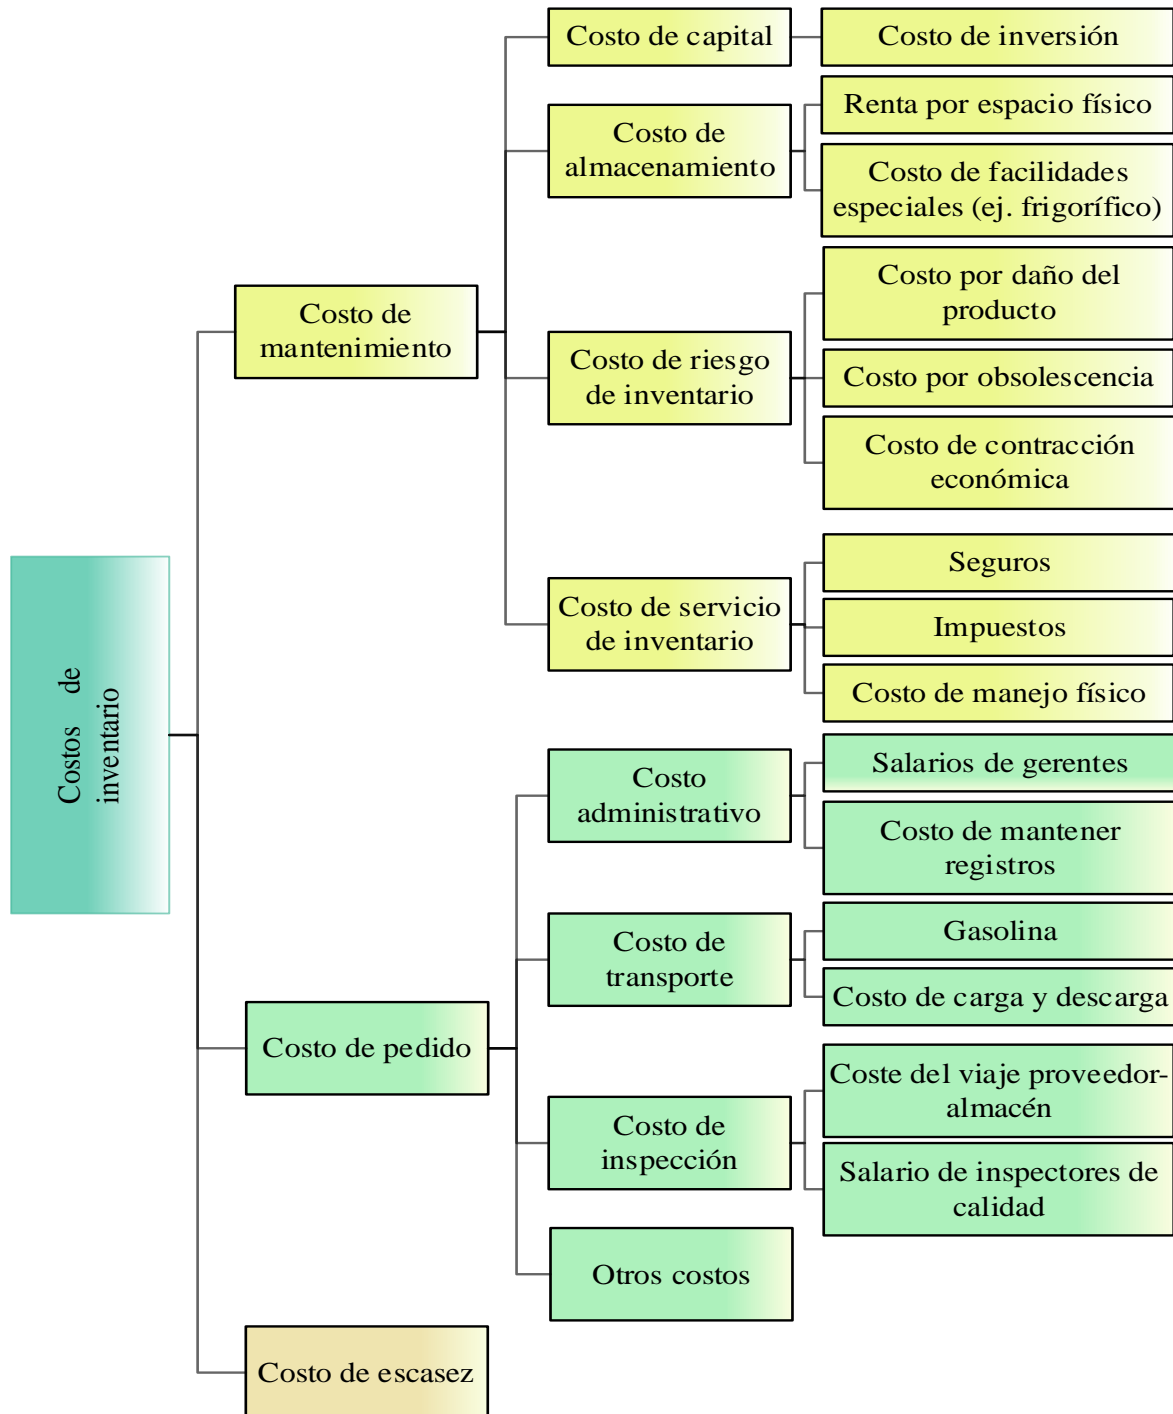 Costos de
inventario
Costo de
mantenimiento
Costo de capital
Costo de inversión
Costo de
almacenamiento
Renta por espacio físico
Costo de facilidades
especiales (ej. frigorífico)
Costo de riesgo
de inventario
Costo por daño del
producto
Costo por obsolescencia
Costo de contracción
económica
Costo de servicio
de inventario
Seguros
Impuestos
Costo de manejo físico
Costo de pedido
Costo
administrativo
Salarios de gerentes
Costo de mantener
registros
Costo de
transporte
Gasolina
Costo de carga y descarga
Costo de
inspección
Coste del viaje proveedor-
almacén
Salario de inspectores de
calidad
Otros costos
Costo de escasez